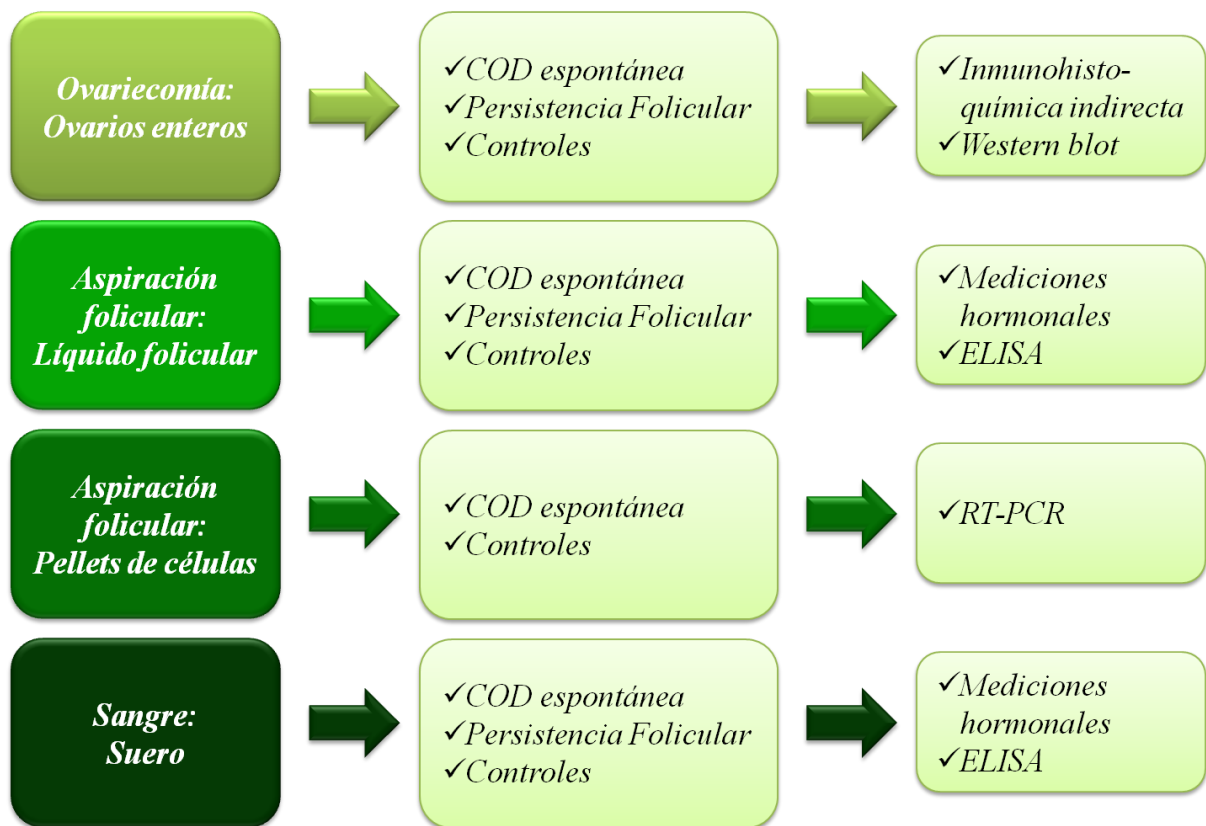 Ovariecomía:
Ovarios enteros
✓COD espontánea
✓Persistencia Folicular
✓Controles
✓Inmunohisto-
química indirecta
✓Western blot
Aspiración
folicular:
Líquido folicular
✓COD espontánea
✓Persistencia Folicular
✓Controles
✓Mediciones
hormonales
✓ELISA
Aspiración
folicular:
Pellets de células
✓COD espontánea
✓Controles
✓RT-PCR
Sangre:
Suero
✓COD espontánea
✓Persistencia Folicular
✓Controles
✓Mediciones
hormonales
✓ELISA